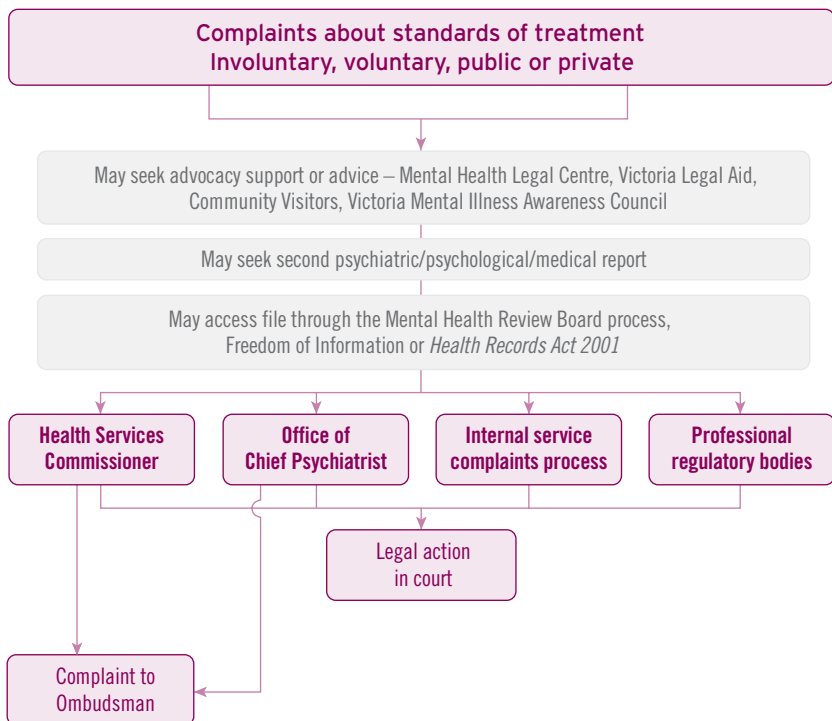 Complaints about standards of treatment
Involuntary, voluntary, public or private
May seek advocacy support or advice – Mental Health Legal Centre, Victoria Legal Aid,
Community Visitors, Victoria Mental Illness Awareness Council
May seek second psychiatric/psychological/medical report
May access file through the Mental Health Review Board process,
Freedom of Information or Health Records Act 2001
Health Services
Commissioner
Office of
Chief Psychiatrist
Internal service
complaints process
Professional
regulatory bodies
Legal action
in court
Complaint to
Ombudsman